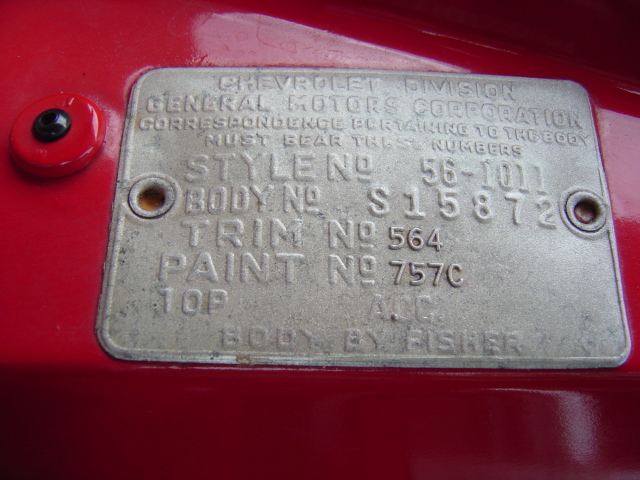 CHEVROLET DIVISION
GENERAL MOTORS CORPORATION
CORRESPONDENCE PERTAINING TO THE BODY
MUST BEAR THESE NUMBERS
STYLE No 56-1011
BODY No S15872
TRIM No 564
PAINT No 757C
TOP ACC.
BODY BY FISHER